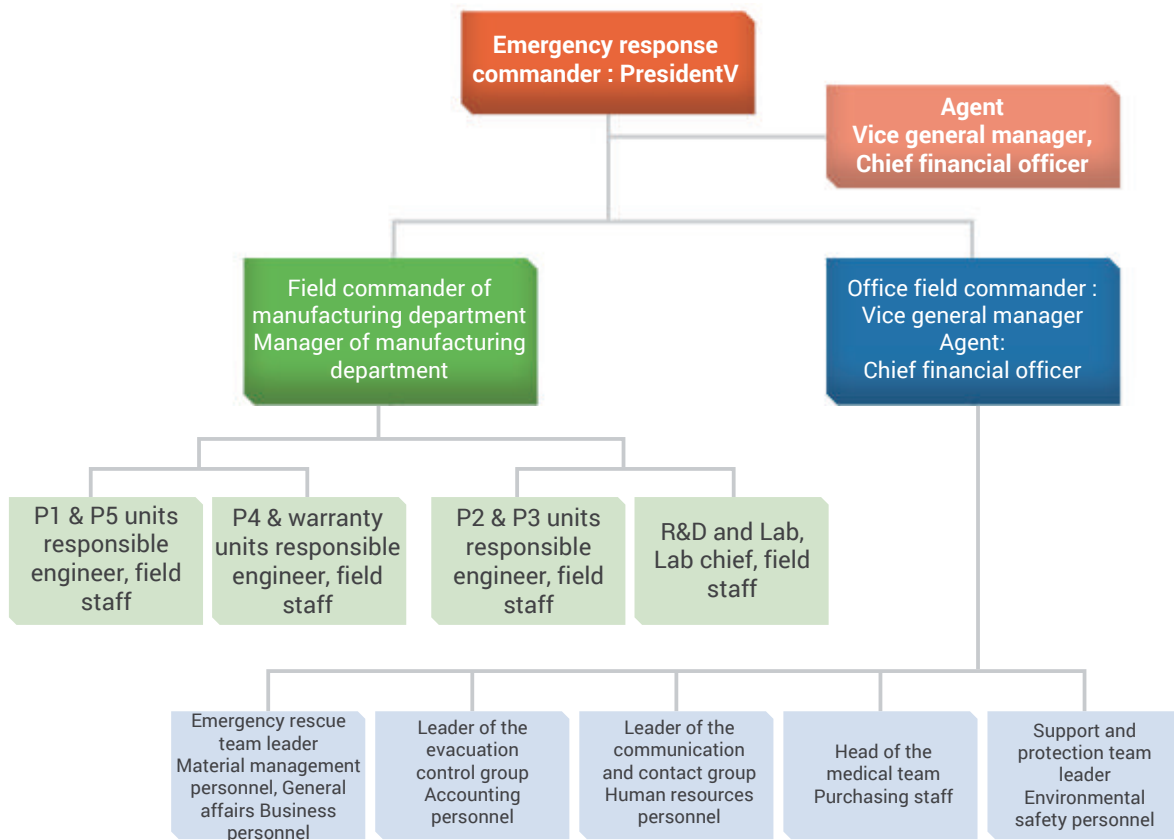 Emergency response
commander : PresidentV
Agent
Vice general manager,
Chief financial officer
Field commander of
manufacturing department
Manager of manufacturing
department
Office field commander :
Vice general manager
Agent:
Chief financial officer
P1 & P5 units
responsible
engineer, field
staff
P4 & warranty
units responsible
engineer, field
staff
P2 & P3 units
responsible
engineer, field
staff
R&D and Lab,
Lab chief, field
staff
Emergency rescue
team leader
Material management
personnel, General
affairs Business
personnel
Leader of the
evacuation
control group
Accounting
personnel
Leader of the
communication
and contact group
Human resources
personnel
Head of the
medical team
Purchasing staff
Support and
protection team
leader
Environmental
safety personnel